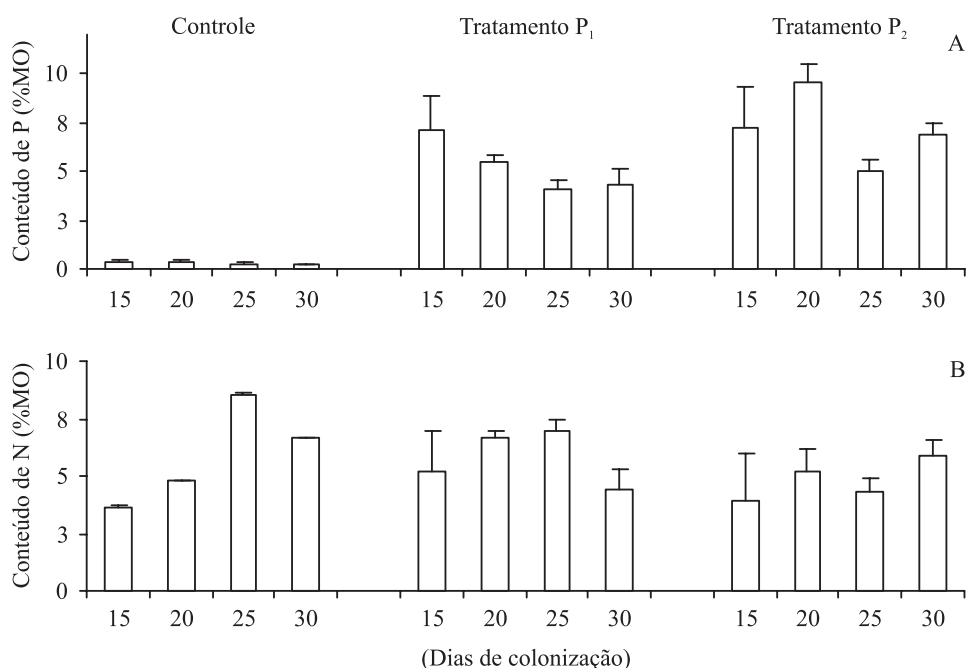 Controle
Tratamento P1
Tratamento P2
A
Conteúdo de P (%MO)
10
8
5
3
0
15 20 25 30 15 20 25 30 15 20 25 30
B
Conteúdo de N (%MO)
10
8
5
3
0
15 20 25 30 15 20 25 30 15 20 25 30
(Dias de colonização)